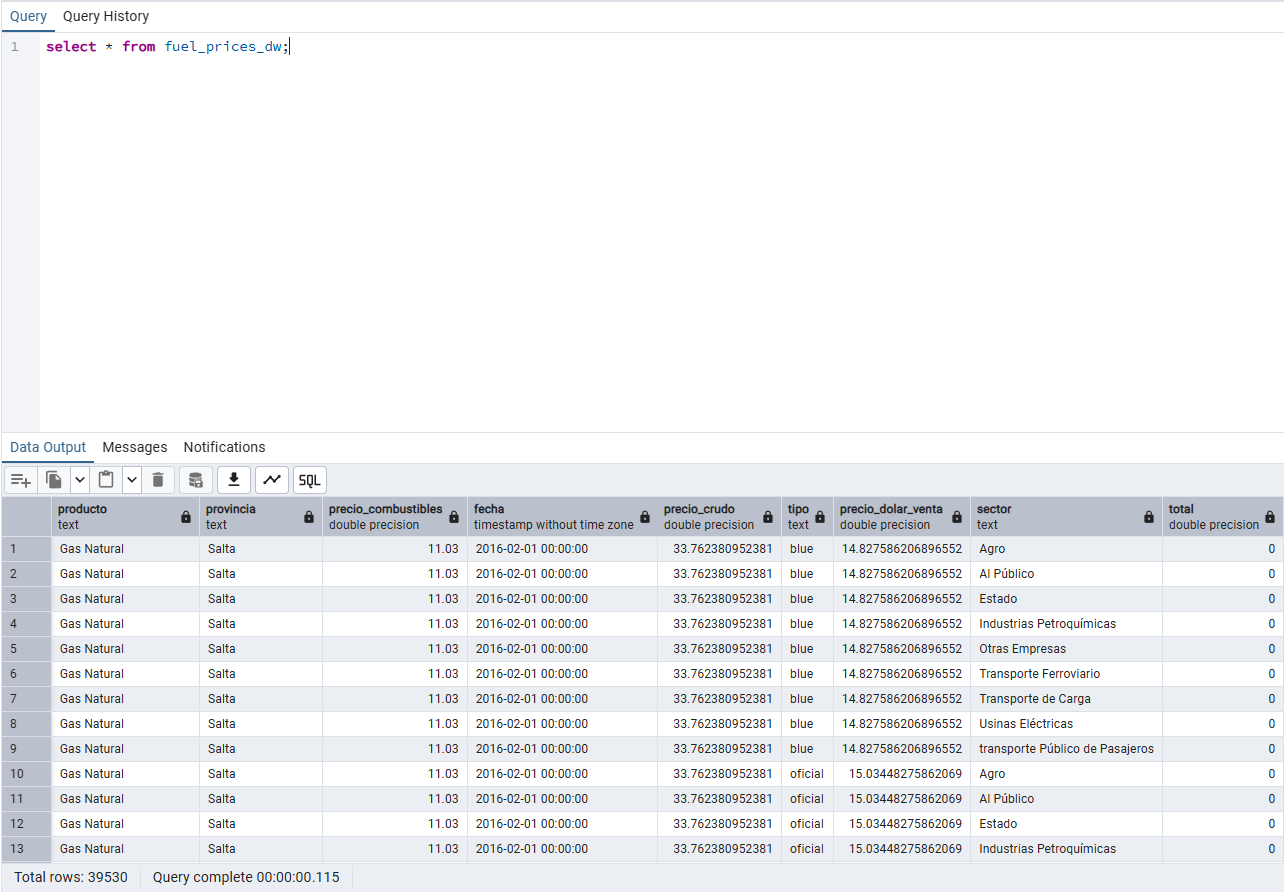 Query Query History
1 select * from fuel_prices_dw;
Data Output Messages Notifications
SQL
producto provincia precio_combustibles fecha precio_crudo tipo precio_dolar_venta sector total
text text double precision timestamp without time zone double precision text double precision text double precision
1 Gas Natural Salta 11.03 2016-02-01 00:00:00 33.762380952381 blue 14.827586206896552 Agro 0
2 Gas Natural Salta 11.03 2016-02-01 00:00:00 33.762380952381 blue 14.827586206896552 Al Público 0
3 Gas Natural Salta 11.03 2016-02-01 00:00:00 33.762380952381 blue 14.827586206896552 Estado 0
4 Gas Natural Salta 11.03 2016-02-01 00:00:00 33.762380952381 blue 14.827586206896552 Industrias Petroquímicas 0
5 Gas Natural Salta 11.03 2016-02-01 00:00:00 33.762380952381 blue 14.827586206896552 Otras Empresas 0
6 Gas Natural Salta 11.03 2016-02-01 00:00:00 33.762380952381 blue 14.827586206896552 Transporte Ferroviario 0
7 Gas Natural Salta 11.03 2016-02-01 00:00:00 33.762380952381 blue 14.827586206896552 Transporte de Carga 0
8 Gas Natural Salta 11.03 2016-02-01 00:00:00 33.762380952381 blue 14.827586206896552 Usinas Eléctricas 0
9 Gas Natural Salta 11.03 2016-02-01 00:00:00 33.762380952381 blue 14.827586206896552 transporte Público de Pasajeros 0
10 Gas Natural Salta 11.03 2016-02-01 00:00:00 33.762380952381 oficial 15.03448275862069 Agro 0
11 Gas Natural Salta 11.03 2016-02-01 00:00:00 33.762380952381 oficial 15.03448275862069 Al Público 0
12 Gas Natural Salta 11.03 2016-02-01 00:00:00 33.762380952381 oficial 15.03448275862069 Estado 0
13 Gas Natural Salta 11.03 2016-02-01 00:00:00 33.762380952381 oficial 15.03448275862069 Industrias Petroquímicas 0
Total rows: 39530 Query complete 00:00:00.115